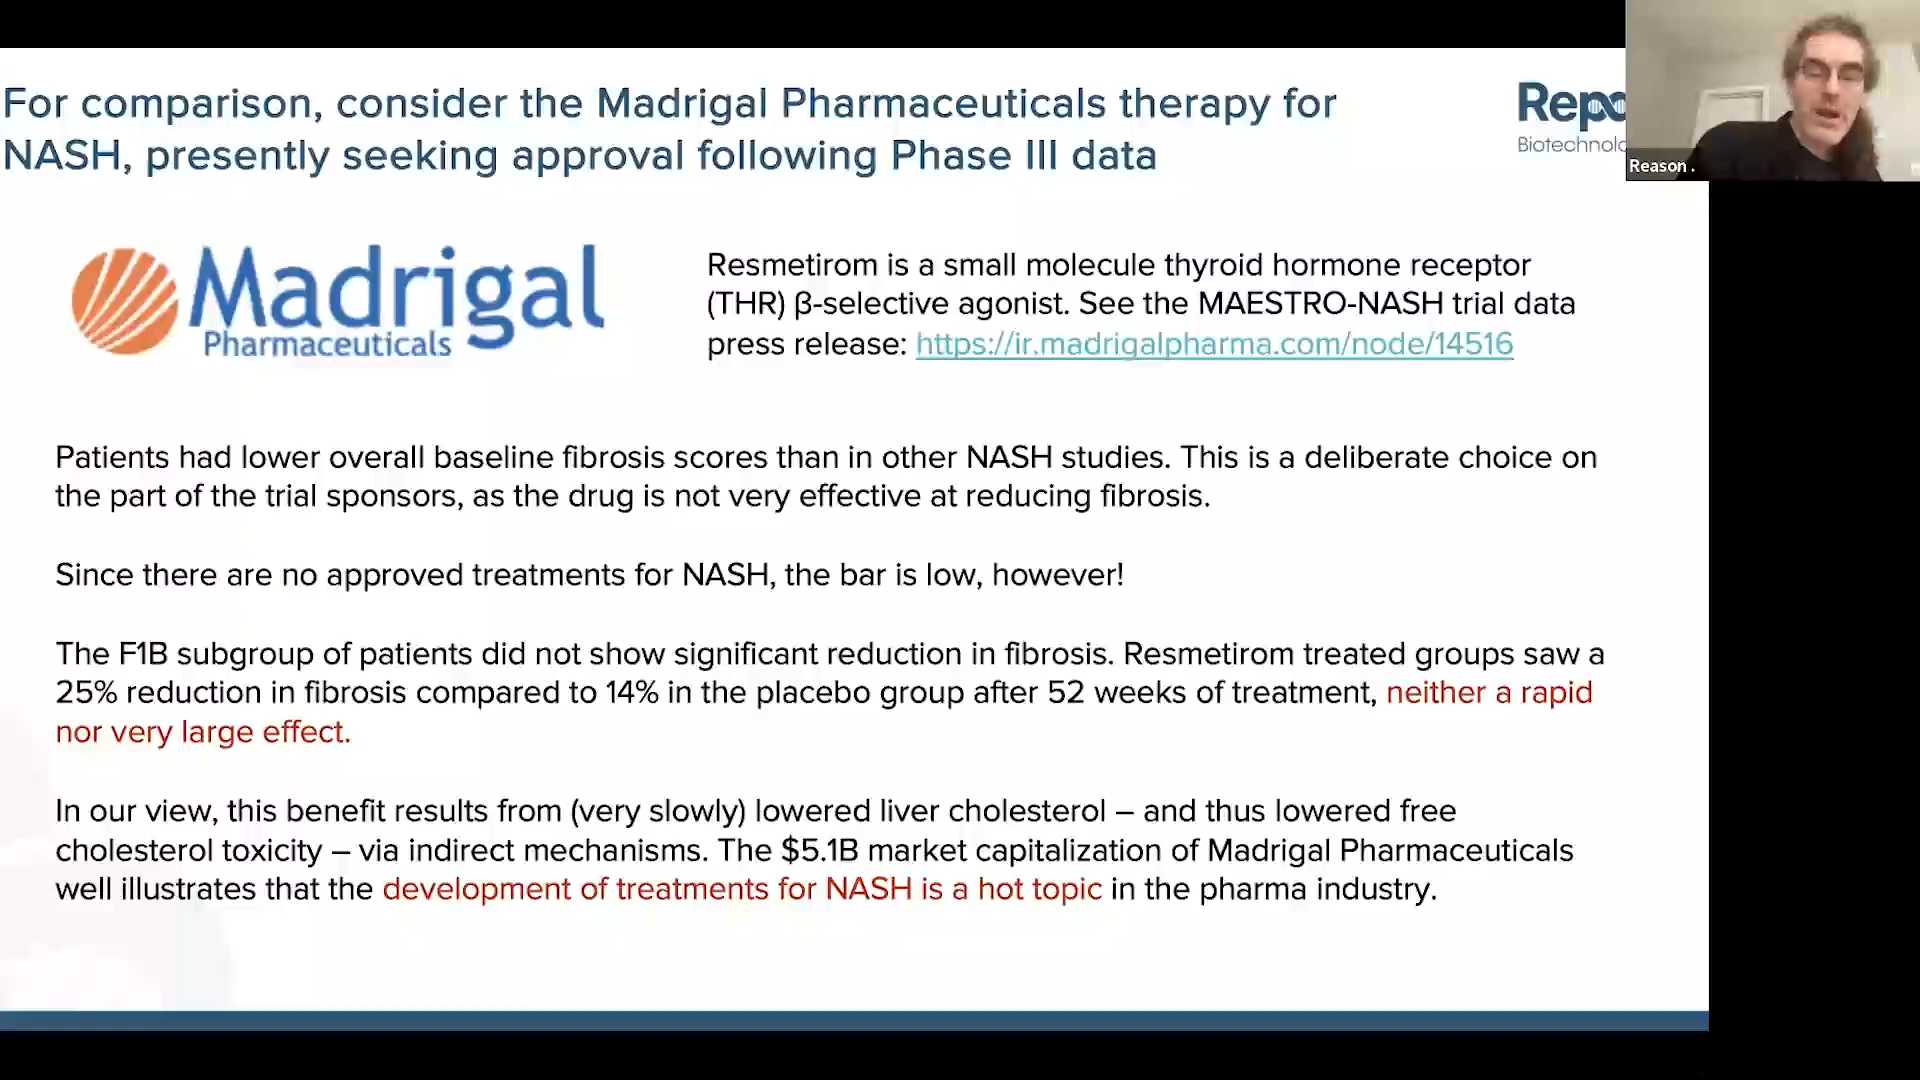 For comparison, consider the Madrigal Pharmaceuticals therapy for
NASH, presently seeking approval following Phase III data
Reason .
Madrigal
Pharmaceuticals
Resmetirom is a small molecule thyroid hormone receptor
(THR) β-selective agonist. See the MAESTRO-NASH trial data
press release: https://ir.madrigalpharma.com/node/14516
Patients had lower overall baseline fibrosis scores than in other NASH studies. This is a deliberate choice on
the part of the trial sponsors, as the drug is not very effective at reducing fibrosis.
Since there are no approved treatments for NASH, the bar is low, however!
The F1B subgroup of patients did not show significant reduction in fibrosis. Resmetirom treated groups saw a
25% reduction in fibrosis compared to 14% in the placebo group after 52 weeks of treatment, neither a rapid
nor very large effect.
In our view, this benefit results from (very slowly) lowered liver cholesterol – and thus lowered free
cholesterol toxicity – via indirect mechanisms. The $5.1B market capitalization of Madrigal Pharmaceuticals
well illustrates that the development of treatments for NASH is a hot topic in the pharma industry.